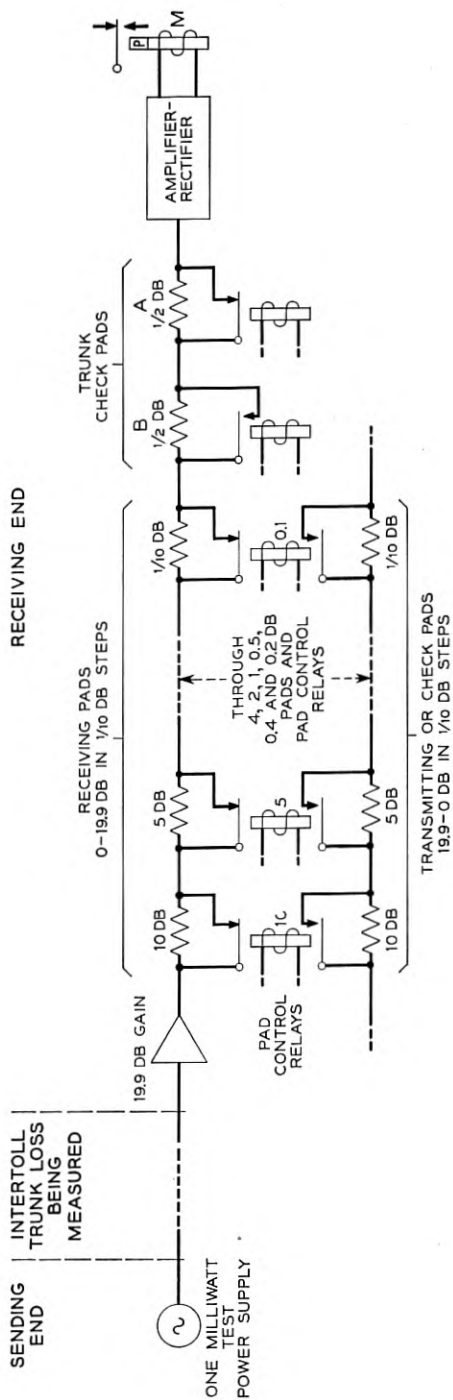 RECEIVING END
SENDING
END
INTERTOLL
TRUNK LOSS
BEING
MEASURED
RECEIVING PADS
0–19.9 DB IN 1/10 DB STEPS
TRUNK
CHECK PADS
19.9 DB GAIN
10 DB
5 DB
1/10 DB
B
1/2 DB
A
1/2 DB
AMPLIFIER-
RECTIFIER
P
M
ONE MILLIWATT
TEST
POWER SUPPLY
PAD
CONTROL
RELAYS
10
5
THROUGH
4, 2, 1, 0.5,
0.4 AND 0.2 DB
PADS AND
PAD CONTROL
RELAYS
0.1
10 DB
5 DB
1/10 DB
TRANSMITTING OR CHECK PADS
19.9–0 DB IN 1/10 DB STEPS